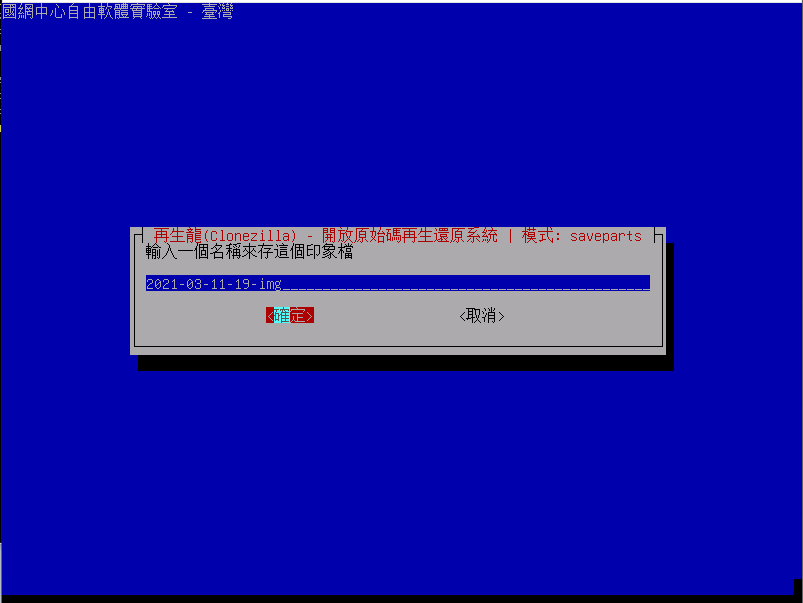 國網中心自由軟體實驗室 - 臺灣
再生龍(Clonezilla) - 開放原始碼再生還原系統 | 模式: saveparts
輸入一個名稱來存這個印象檔
2021-03-11-19-img
<確定> <取消>